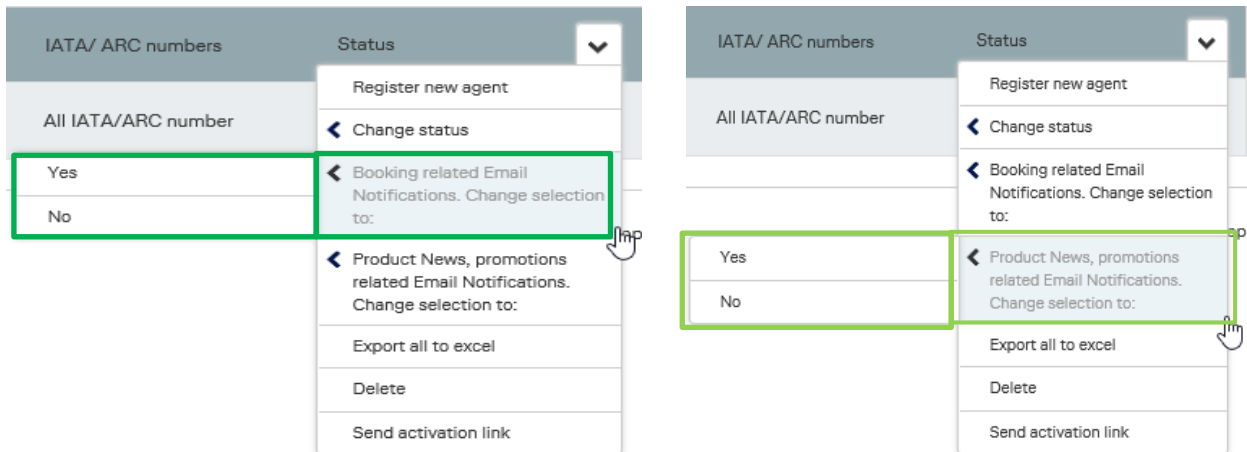 IATA/ ARC numbers
Status
Register new agent
All IATA/ARC number
Change status
Yes
No
Booking related Email
Notifications. Change selection
to:
Product News, promotions
related Email Notifications.
Change selection to:
Export all to excel
Delete
Send activation link
IATA/ ARC numbers
Status
Register new agent
All IATA/ARC number
Change status
Booking related Email
Notifications. Change selection
to:
Yes
No
Product News, promotions
related Email Notifications.
Change selection to:
Export all to excel
Delete
Send activation link